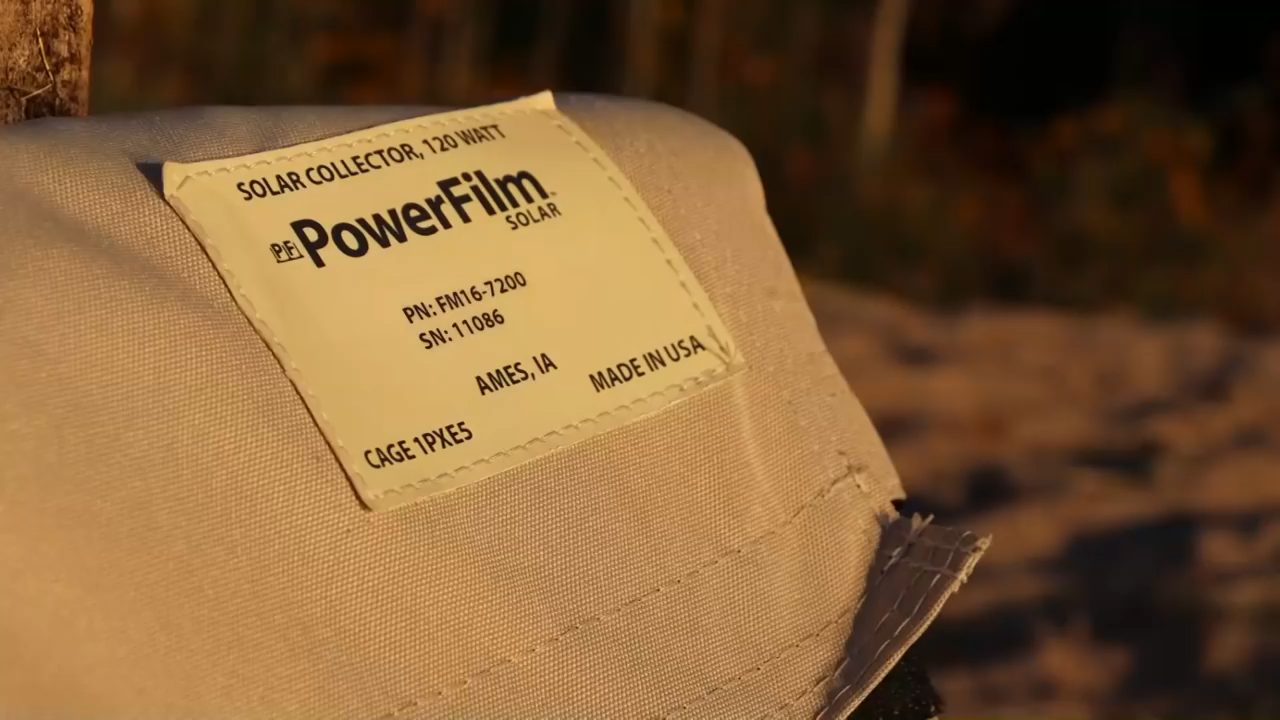 SOLAR COLLECTOR, 120 WATT
PF PowerFilm
SOLAR
PN: FM16-7200
SN: 11086
AMES, IA
MADE IN USA
CAGE 1PXE5